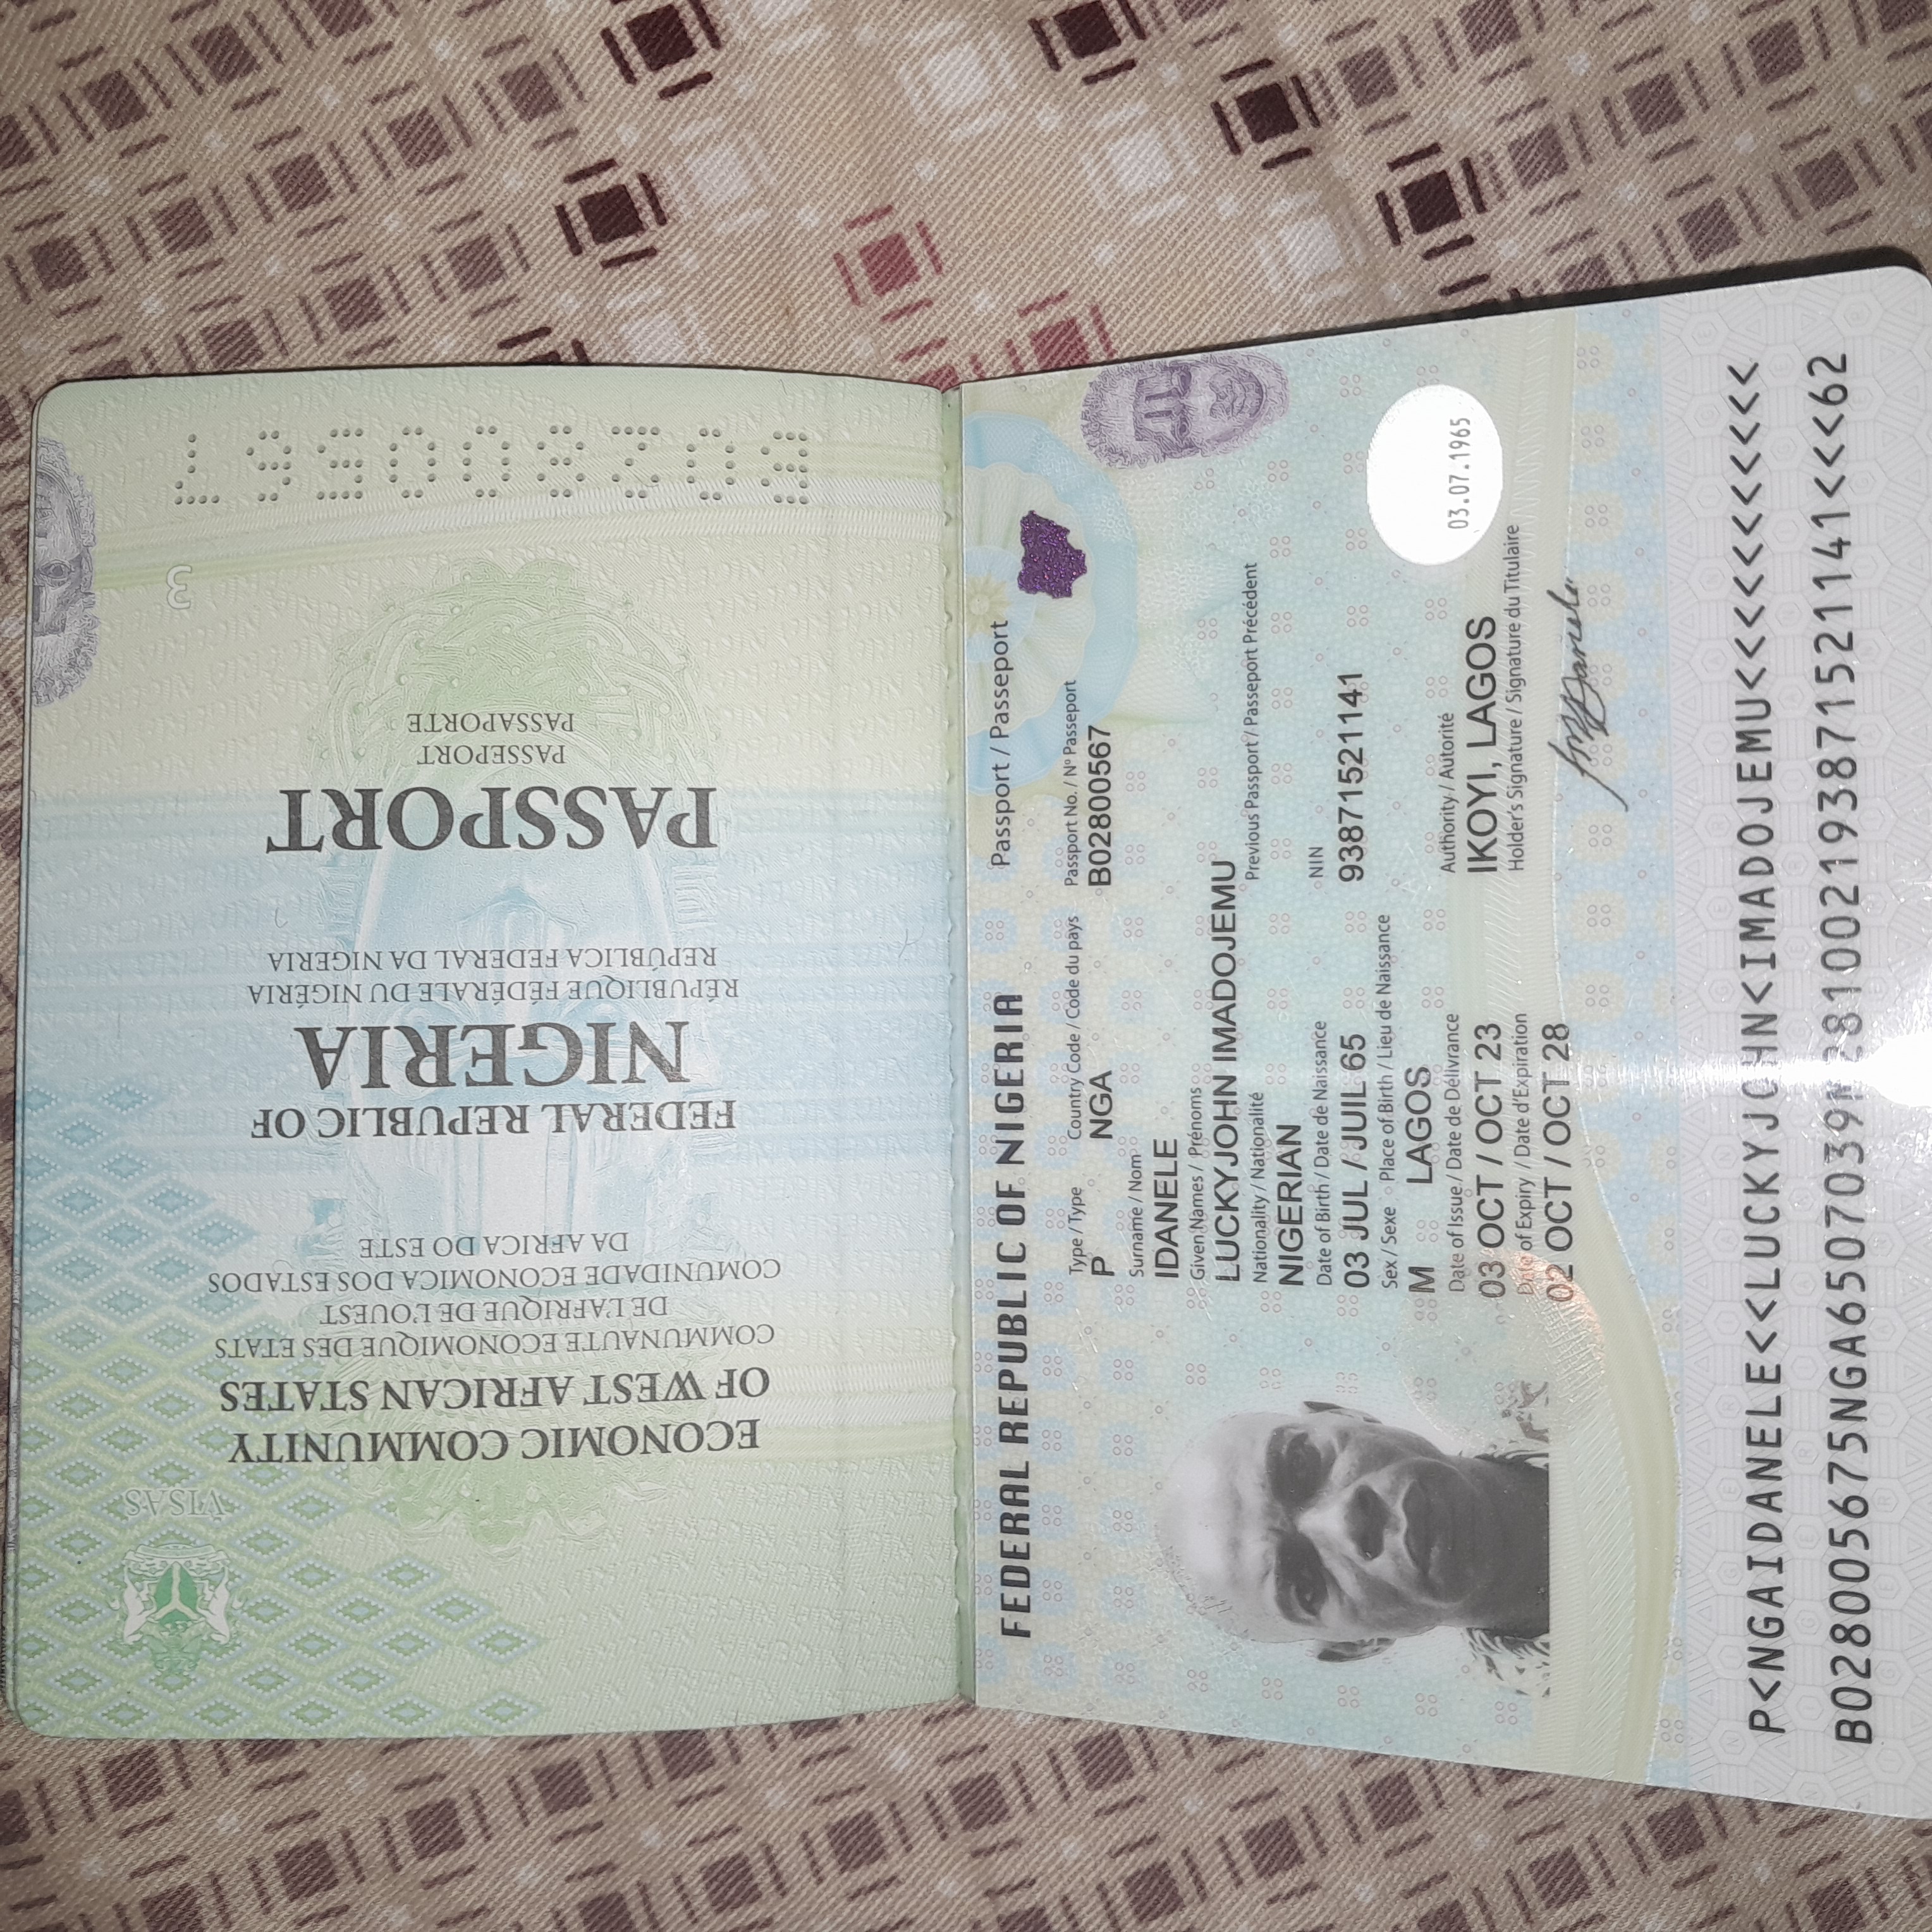 ECONOMIC COMMUNITY
OF WEST AFRICAN STATES
COMMUNAUTE ECONOMIQUE DES ETATS
DE L'AFRIQUE DE L'OUEST
COMUNIDADE ECONOMICA DOS ESTADOS
DA AFRICA DO ESTE
FEDERAL REPUBLIC OF
NIGERIA
RÉPUBLIQUE FÉDÉRALE DU NIGÉRIA
REPÚBLICA FEDERAL DA NIGERIA
PASSPORT
PASSEPORT
PASSAPORTE
VISAS
3
B02800567
FEDERAL REPUBLIC OF NIGERIA
Passport / Passeport
Type / Type Country Code / Code du pays Passport No. / Nº Passeport
P NGA B02800567
Surname / Nom
IDANELE
Given Names / Prénoms
LUCKYJOHN IMADOJEMU
Nationality / Nationalité Previous Passport / Passeport Précédent
NIGERIAN
Date of Birth / Date de Naissance NIN
03 JUL / JUIL 65 93871521141
Sex / Sexe Place of Birth / Lieu de Naissance
M LAGOS
Date of Issue / Date de Délivrance Authority / Autorité
03 OCT / OCT 23 IKOYI, LAGOS
Date of Expiry / Date d'Expiration Holder's Signature / Signature du Titulaire
02 OCT / OCT 28
03.07.1965
P<NGAIDANELE<<LUCKYJOHN<IMADOJEMU<<<<<<<<<<<
B028005675NGA6507039M281002193871521141<<<62